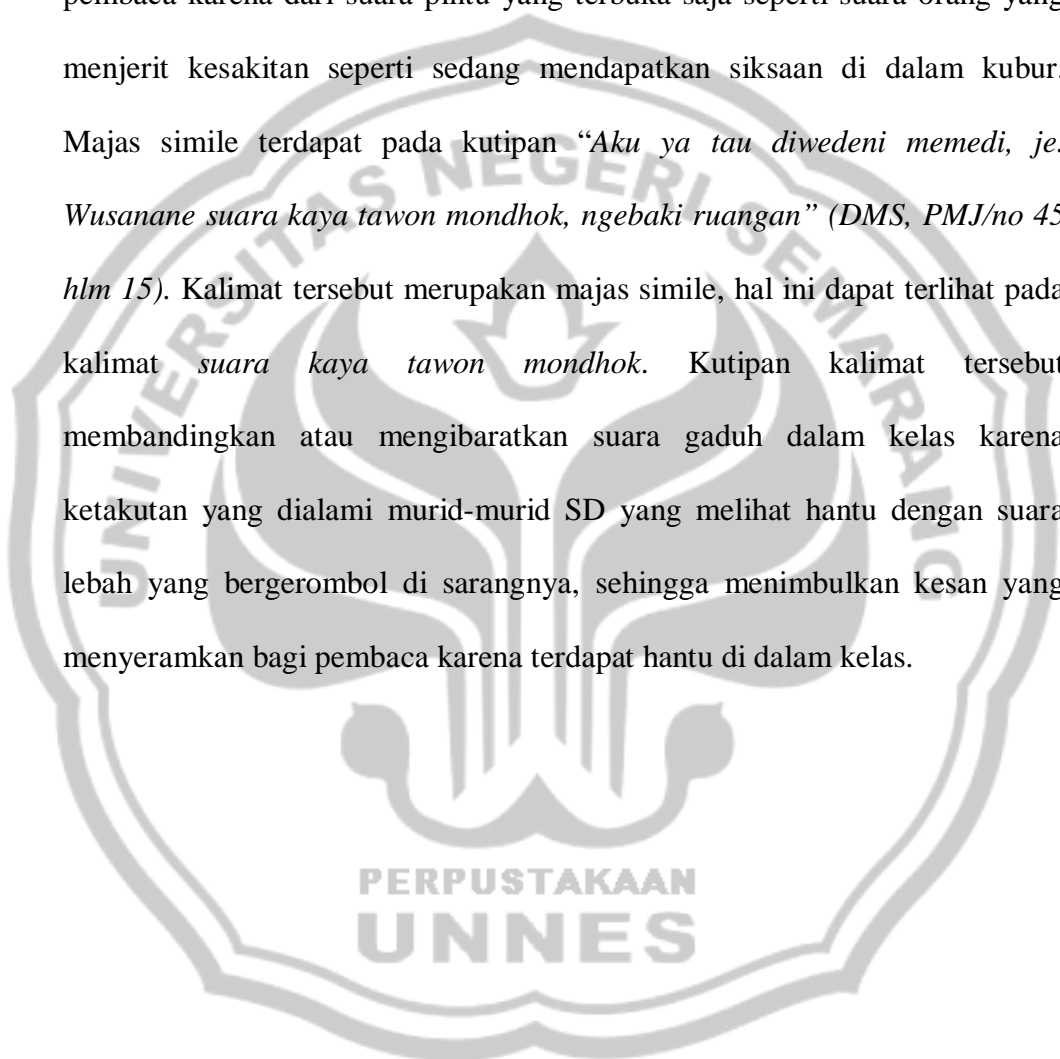 pembaca karena dari suara pintu yang terbuka saja seperti suara orang yang
menjerit kesakitan seperti sedang mendapatkan siksaan di dalam kubur.
Majas simile terdapat pada kutipan “Aku ya tau diwedeni memedi, je.
Wusanane suara kaya tawon mondhok, ngebaki ruangan” (DMS, PMJ/no 45
hlm 15). Kalimat tersebut merupakan majas simile, hal ini dapat terlihat pada
kalimat suara kaya tawon mondhok. Kutipan kalimat tersebut
membandingkan atau mengibaratkan suara gaduh dalam kelas karena
ketakutan yang dialami murid-murid SD yang melihat hantu dengan suara
lebah yang bergerombol di sarangnya, sehingga menimbulkan kesan yang
menyeramkan bagi pembaca karena terdapat hantu di dalam kelas.
UNIVERSITAS NEGERI SEMARANG
PERPUSTAKAAN
UNNES